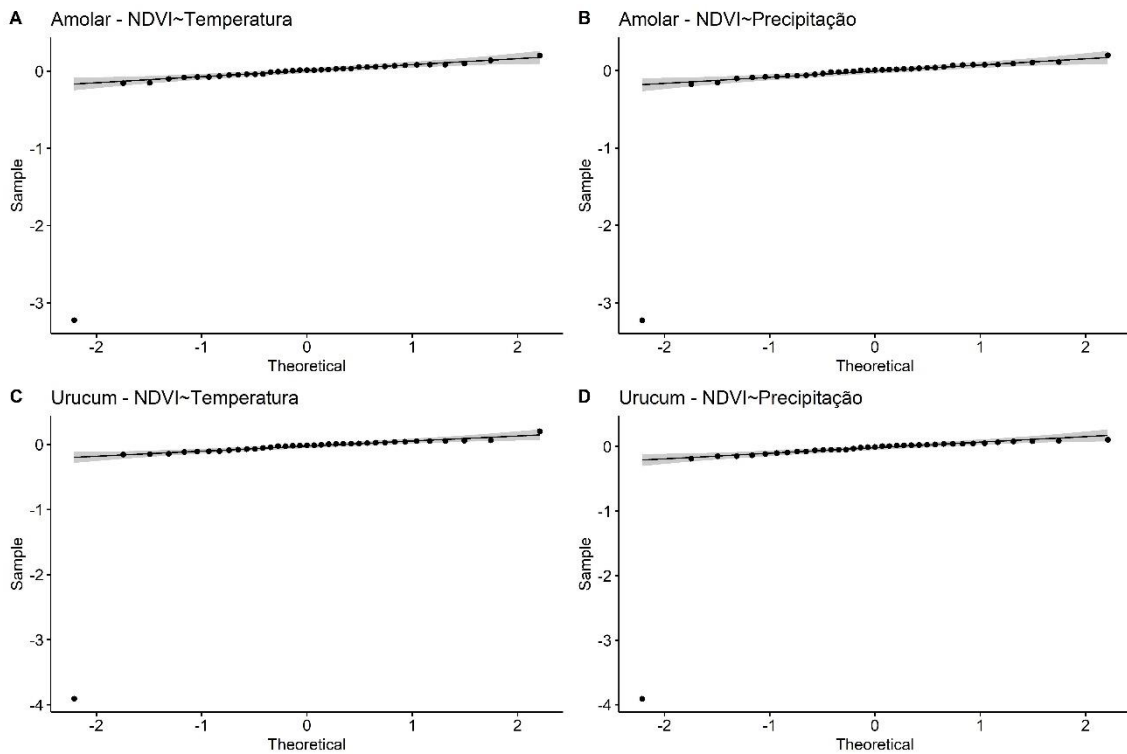 A Amolar - NDVI~Temperatura
0
-1
-2
-3
Sample
-2 -1 0 1 2
Theoretical
B Amolar - NDVI~Precipitação
0
-1
-2
-3
Sample
-2 -1 0 1 2
Theoretical
C Urucum - NDVI~Temperatura
0
-1
-2
-3
-4
Sample
-2 -1 0 1 2
Theoretical
D Urucum - NDVI~Precipitação
0
-1
-2
-3
-4
Sample
-2 -1 0 1 2
Theoretical